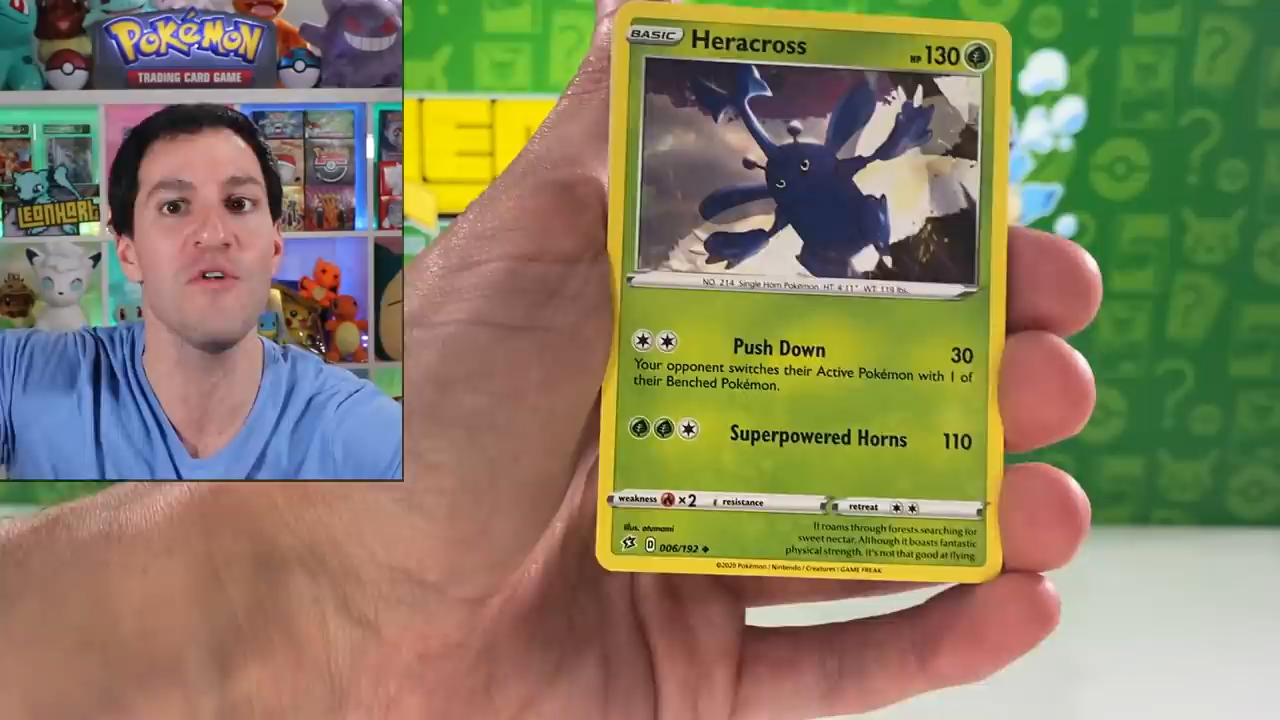 POKéMON
TRADING CARD GAME
LEONHART
BASIC Heracross HP 130
NO. 214 Single Horn Pokémon HT: 4'11" WT: 119 lbs.
Push Down 30
Your opponent switches their Active Pokémon with 1 of
their Benched Pokémon.
Superpowered Horns 110
weakness ×2 resistance retreat
Illus. otumami
It roams through forests searching for
sweet nectar. Although it boasts fantastic
physical strength, it's not that good at flying.
D 006/192
©2020 Pokémon / Nintendo / Creatures / GAME FREAK